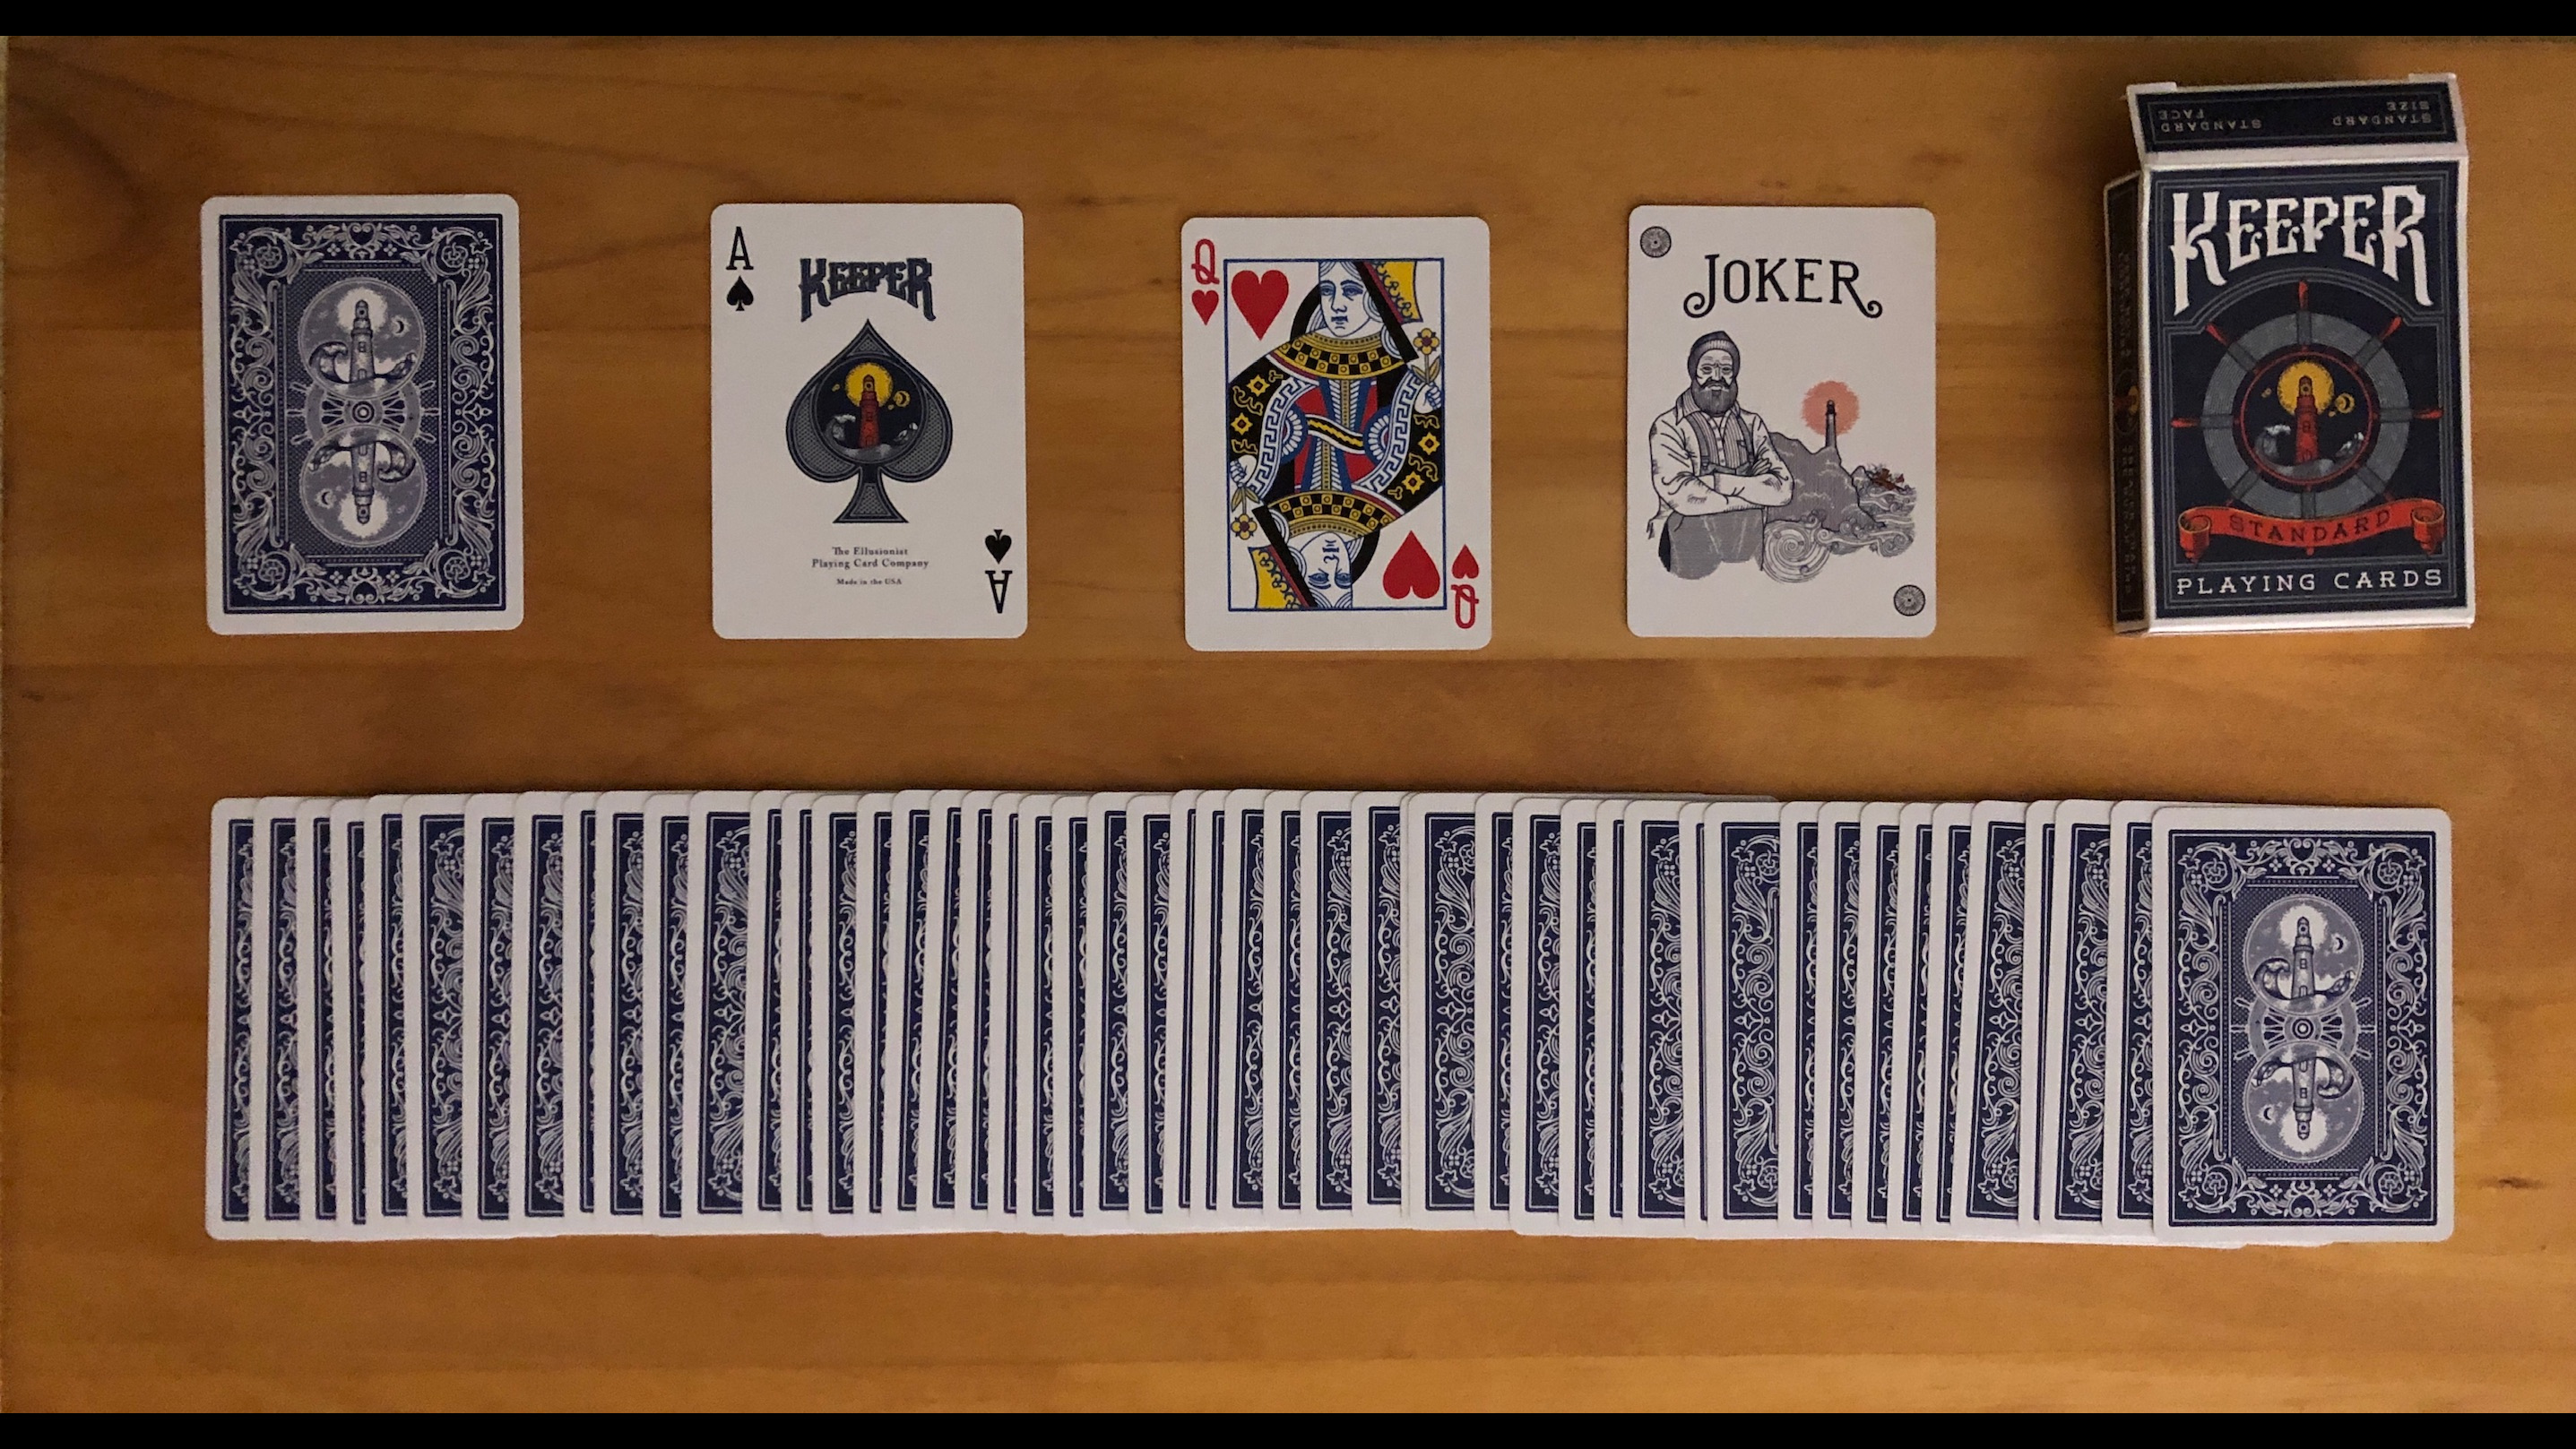 A
KEEPER
The Ellusionist
Playing Card Company
Made in the USA
A
Q
Q
JOKER
STANDARD
FACE
STANDARD
STANDARD
SIZE
KEEPER
STANDARD
PLAYING CARDS